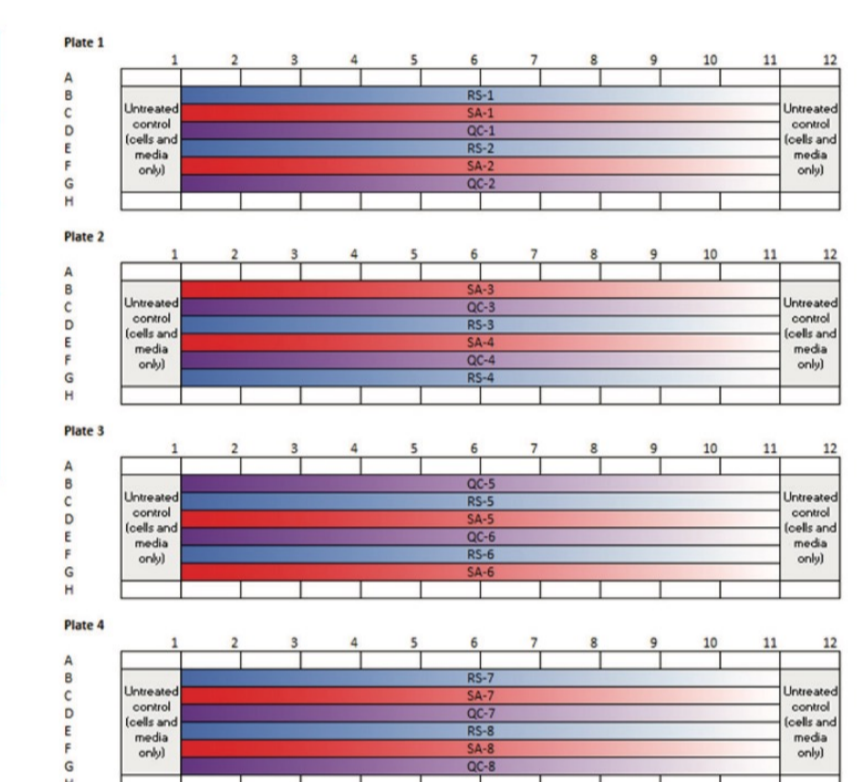 Plate 1
1 2 3 4 5 6 7 8 9 10 11 12
A
B RS-1
C SA-1
D QC-1
E RS-2
F SA-2
G QC-2
H
Untreated
control
(cells and
media
only)
Untreated
control
(cells and
media
only)
Plate 2
1 2 3 4 5 6 7 8 9 10 11 12
A
B SA-3
C QC-3
D RS-3
E SA-4
F QC-4
G RS-4
H
Untreated
control
(cells and
media
only)
Untreated
control
(cells and
media
only)
Plate 3
1 2 3 4 5 6 7 8 9 10 11 12
A
B QC-5
C RS-5
D SA-5
E QC-6
F RS-6
G SA-6
H
Untreated
control
(cells and
media
only)
Untreated
control
(cells and
media
only)
Plate 4
1 2 3 4 5 6 7 8 9 10 11 12
A
B RS-7
C SA-7
D QC-7
E RS-8
F SA-8
G QC-8
Untreated
control
(cells and
media
only)
Untreated
control
(cells and
media
only)